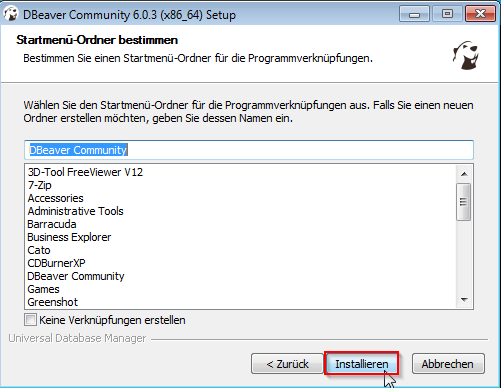 DBeaver Community 6.0.3 (x86_64) Setup
Startmenü-Ordner bestimmen
Bestimmen Sie einen Startmenü-Ordner für die Programmverknüpfungen.
Wählen Sie den Startmenü-Ordner für die Programmverknüpfungen aus. Falls Sie einen neuen
Ordner erstellen möchten, geben Sie dessen Namen ein.
DBeaver Community
3D-Tool FreeViewer V12
7-Zip
Accessories
Administrative Tools
Barracuda
Business Explorer
Cato
CDBurnerXP
DBeaver Community
Games
Greenshot
Keine Verknüpfungen erstellen
Universal Database Manager
< Zurück Installieren Abbrechen